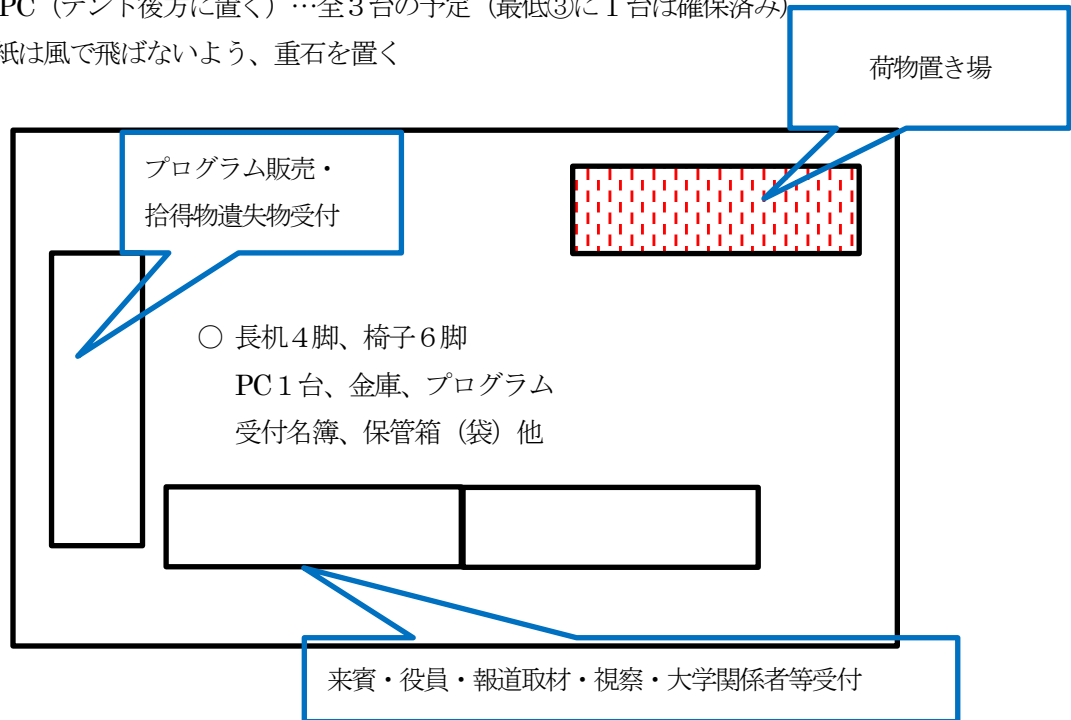 PC（テント後方に置く）…全3台の予定（最低③に1台は確保済み）
紙は風で飛ばないよう、重石を置く
荷物置き場
プログラム販売・
拾得物遺失物受付
○ 長机４脚、椅子６脚
PC１台、金庫、プログラム
受付名簿、保管箱（袋）他
来賓・役員・報道取材・視察・大学関係者等受付